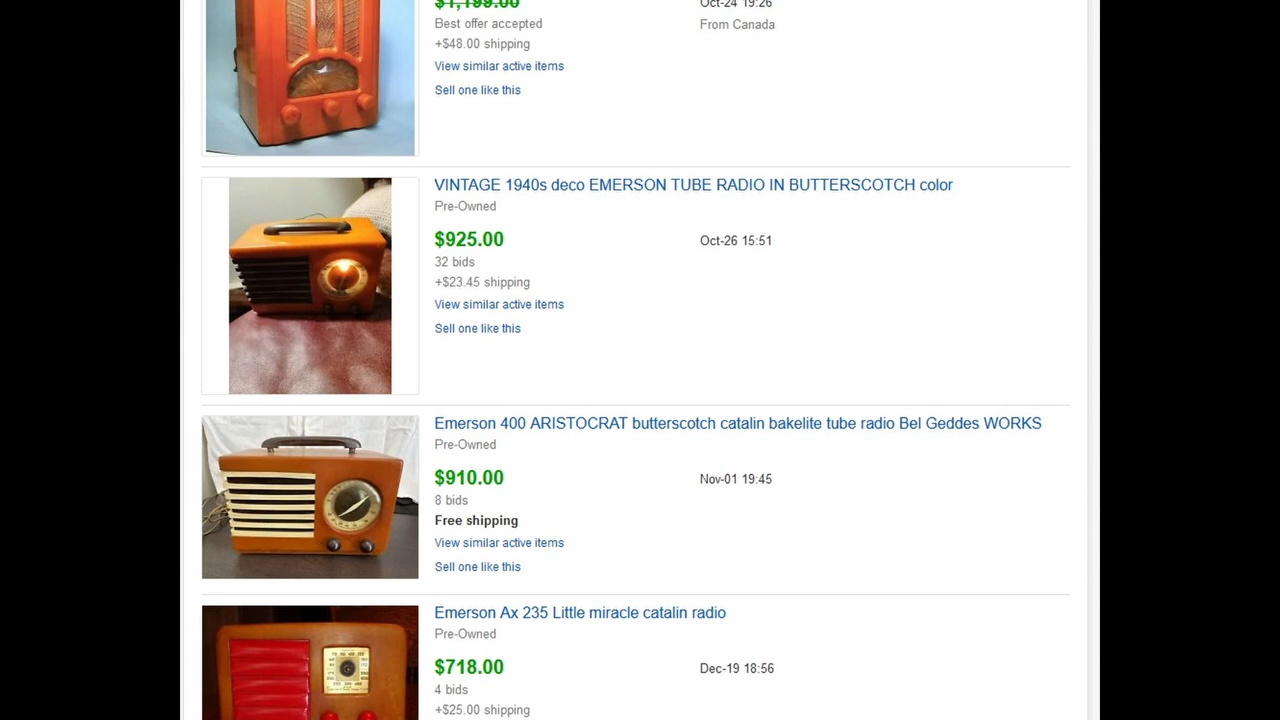 $1,199.00 Oct-24 19:26
Best offer accepted From Canada
+$48.00 shipping
View similar active items
Sell one like this
VINTAGE 1940s deco EMERSON TUBE RADIO IN BUTTERSCOTCH color
Pre-Owned
$925.00 Oct-26 15:51
32 bids
+$23.45 shipping
View similar active items
Sell one like this
Emerson 400 ARISTOCRAT butterscotch catalin bakelite tube radio Bel Geddes WORKS
Pre-Owned
$910.00 Nov-01 19:45
8 bids
Free shipping
View similar active items
Sell one like this
Emerson Ax 235 Little miracle catalin radio
Pre-Owned
$718.00 Dec-19 18:56
4 bids
+$25.00 shipping